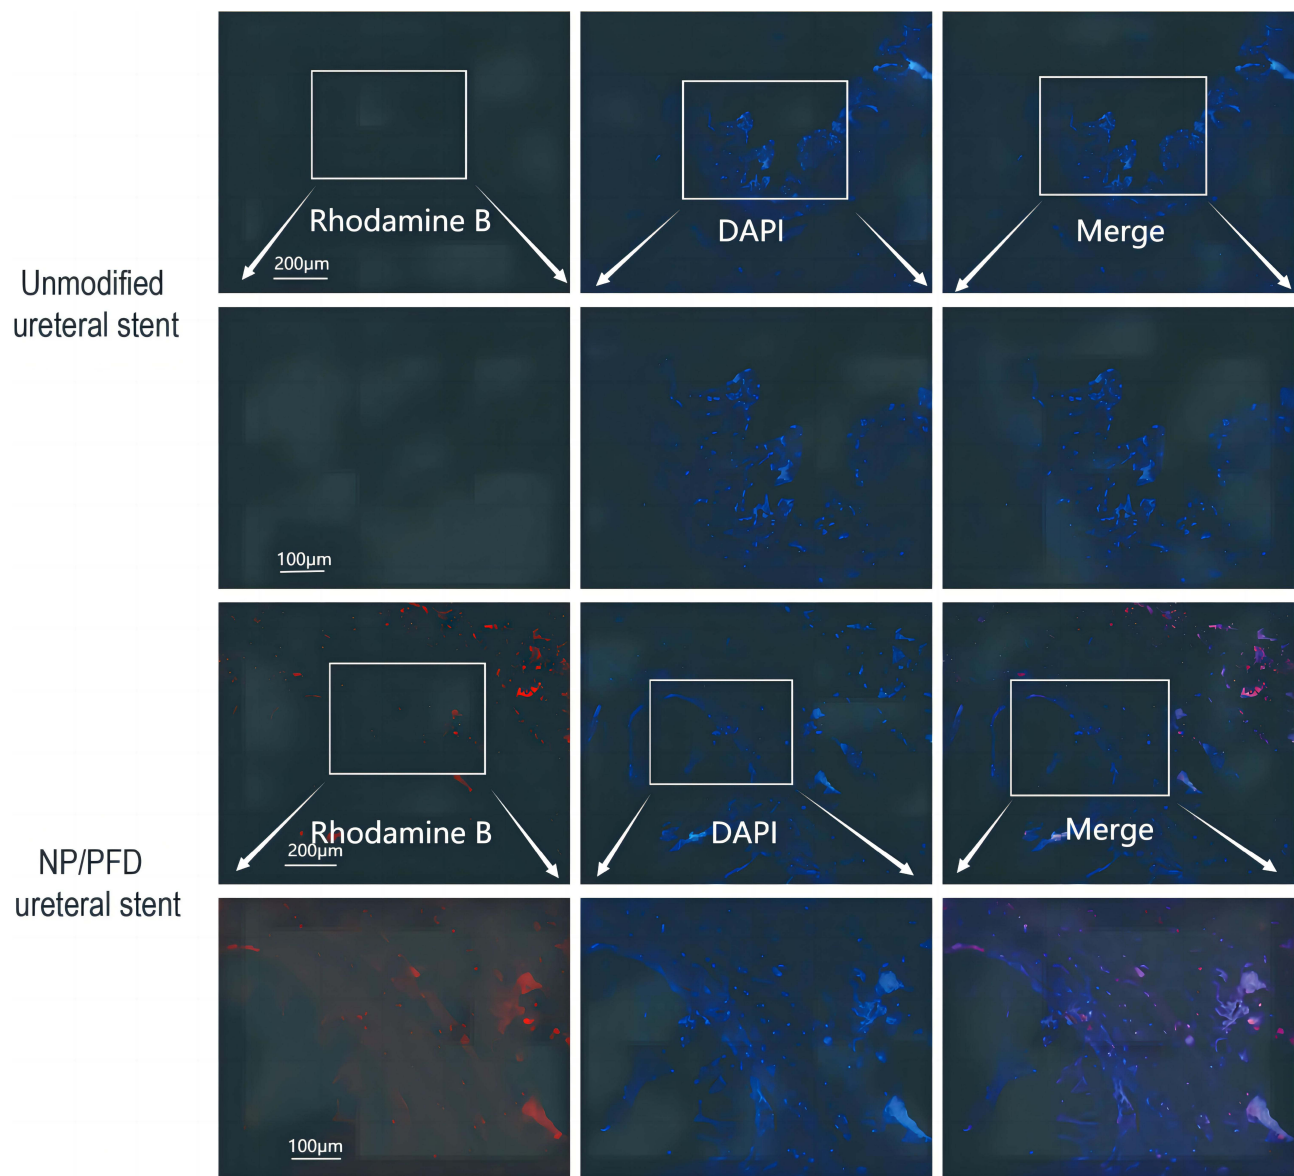 Unmodified
ureteral stent
Rhodamine B
200μm
DAPI
Merge
100μm
NP/PFD
ureteral stent
Rhodamine B
200μm
DAPI
Merge
100μm